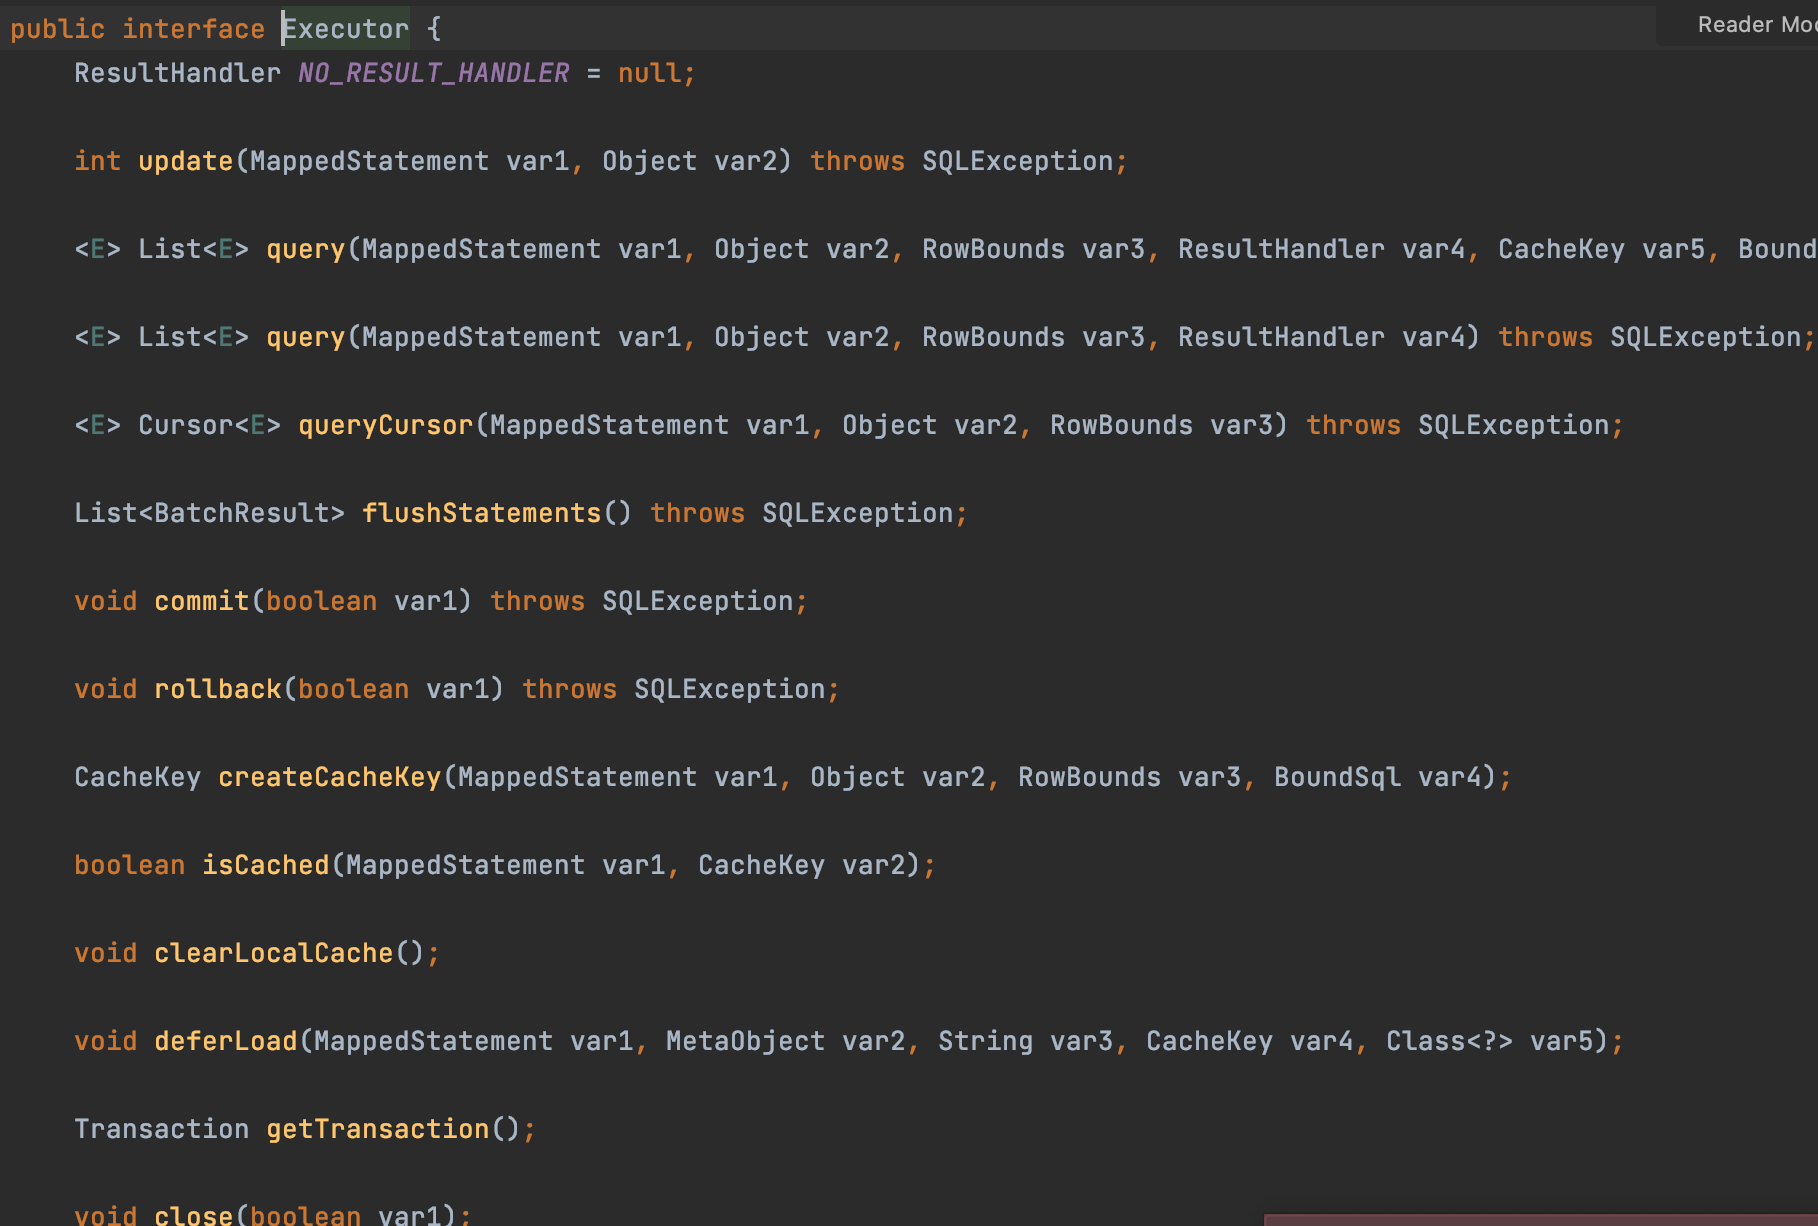 public interface Executor {
Reader Mo
ResultHandler NO_RESULT_HANDLER = null;
int update(MappedStatement var1, Object var2) throws SQLException;
<E> List<E> query(MappedStatement var1, Object var2, RowBounds var3, ResultHandler var4, CacheKey var5, Bound
<E> List<E> query(MappedStatement var1, Object var2, RowBounds var3, ResultHandler var4) throws SQLException;
<E> Cursor<E> queryCursor(MappedStatement var1, Object var2, RowBounds var3) throws SQLException;
List<BatchResult> flushStatements() throws SQLException;
void commit(boolean var1) throws SQLException;
void rollback(boolean var1) throws SQLException;
CacheKey createCacheKey(MappedStatement var1, Object var2, RowBounds var3, BoundSql var4);
boolean isCached(MappedStatement var1, CacheKey var2);
void clearLocalCache();
void deferLoad(MappedStatement var1, MetaObject var2, String var3, CacheKey var4, Class<?> var5);
Transaction getTransaction();
void close(boolean var1);